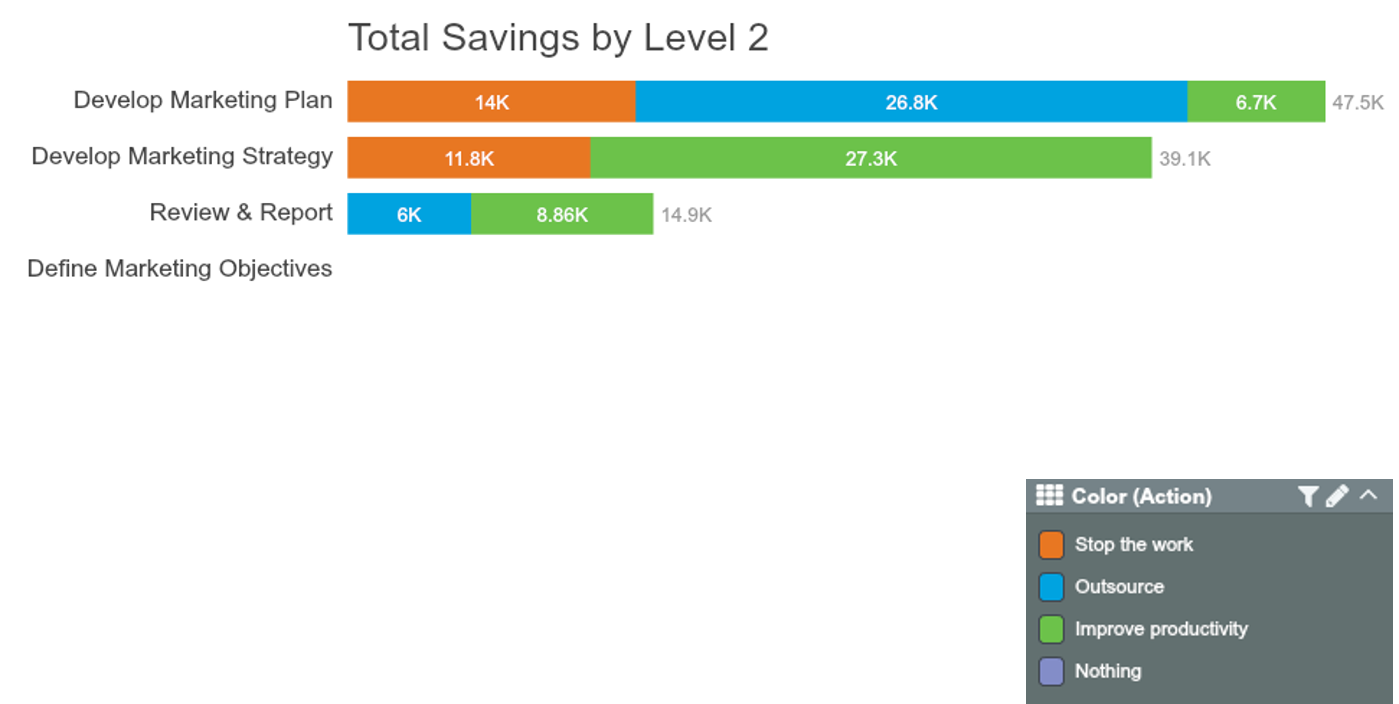 Total Savings by Level 2
Develop Marketing Plan 14K 26.8K 6.7K 47.5K
Develop Marketing Strategy 11.8K 27.3K 39.1K
Review & Report 6K 8.86K 14.9K
Define Marketing Objectives
Color (Action)
Stop the work
Outsource
Improve productivity
Nothing